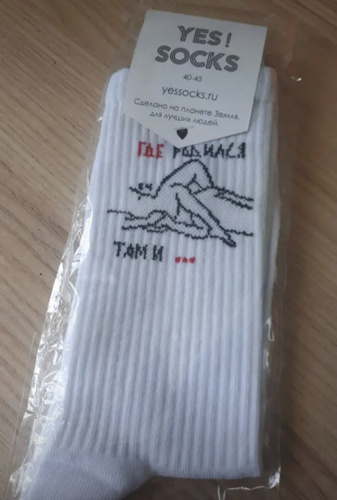 YES!
SOCKS
40-45
yessocks.ru
Сделано на планете Земля,
для лучших людей.
ГДЕ РОДИЛСЯ
ТАМ И ...